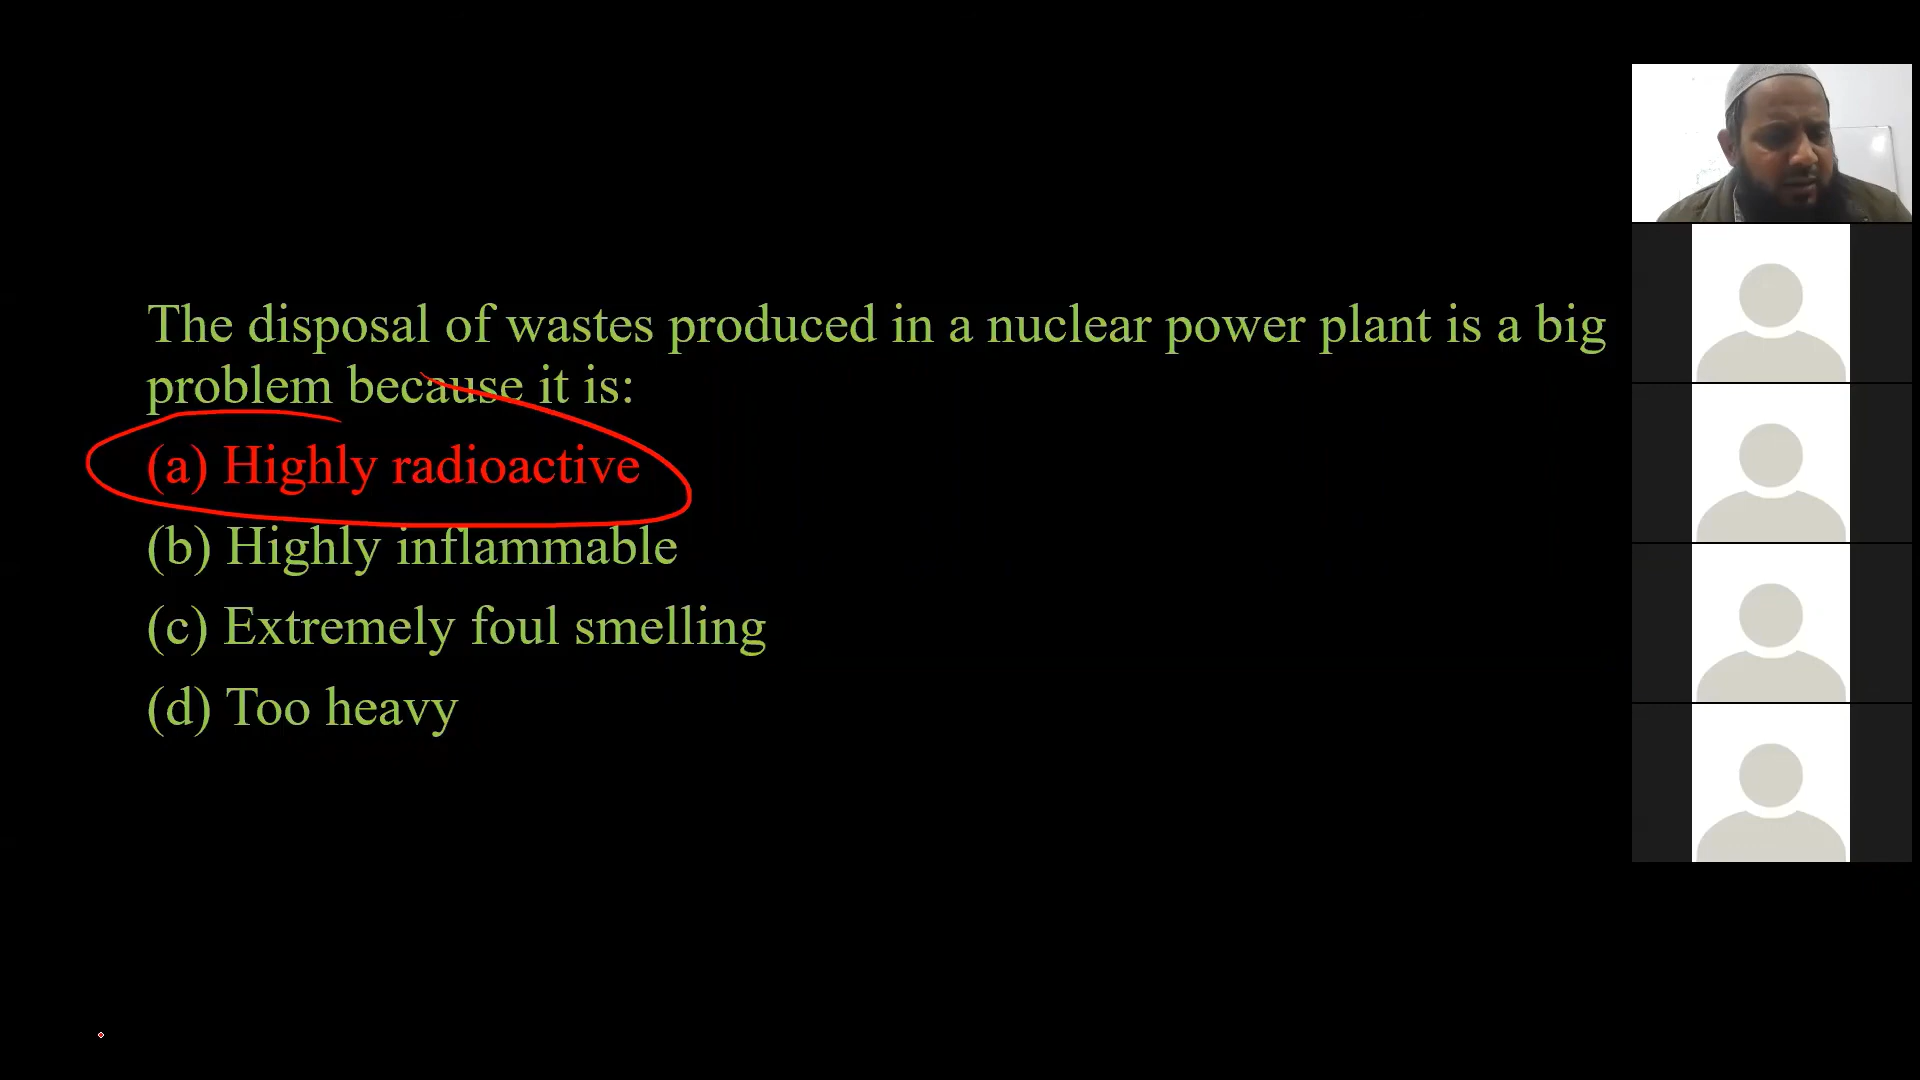 The disposal of wastes produced in a nuclear power plant is a big
problem because it is:
(a) Highly radioactive
(b) Highly inflammable
(c) Extremely foul smelling
(d) Too heavy